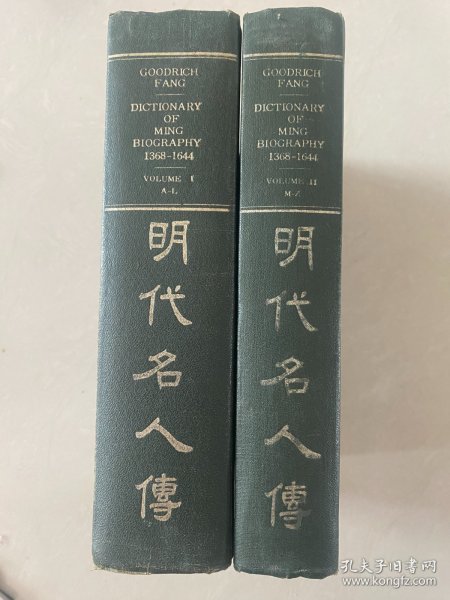 GOODRICH
FANG
DICTIONARY
OF
MING
BIOGRAPHY
1368-1644
VOLUME I
A-L
明代名人傳
GOODRICH
FANG
DICTIONARY
OF
MING
BIOGRAPHY
1368-1644
VOLUME II
M-Z
明代名人傳
孔夫子旧书网
www.kongfz.com